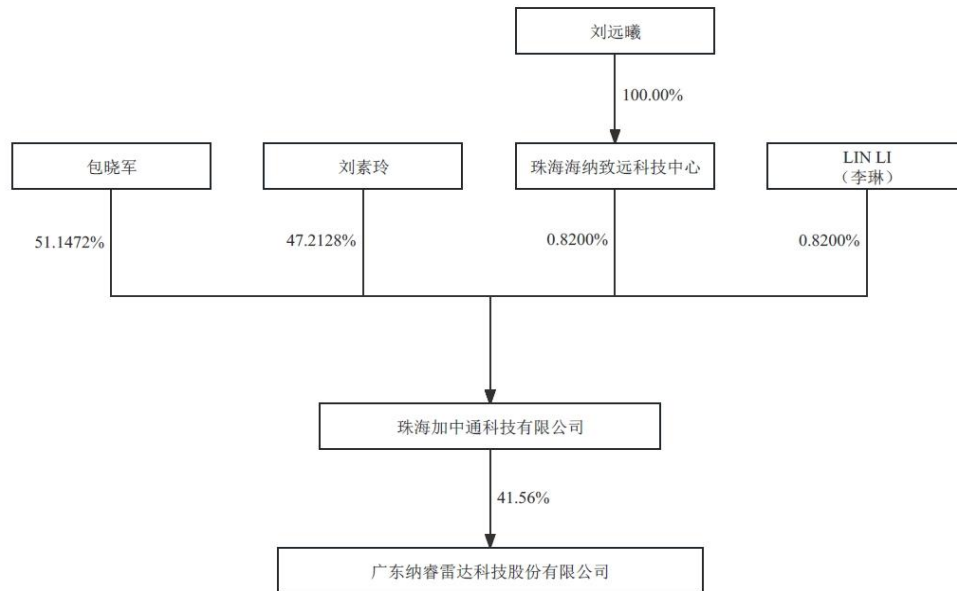 刘远曦
100.00%
包晓军
刘素玲
珠海海纳致远科技中心
LIN LI
（李琳）
51.1472%
47.2128%
0.8200%
0.8200%
珠海加中通科技有限公司
41.56%
广东纳睿雷达科技股份有限公司